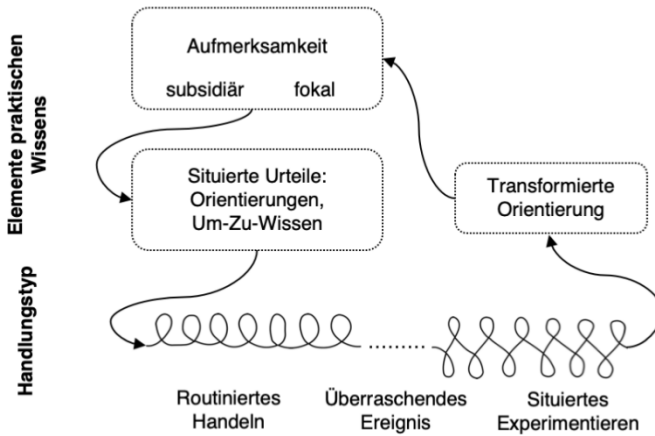 Elemente praktischen
Wissens
Aufmerksamkeit
subsidiär fokal
Situierte Urteile:
Orientierungen,
Um-Zu-Wissen
Transformierte
Orientierung
Handlungstyp
Routiniertes
Handeln
Überraschendes
Ereignis
Situiertes
Experimentieren